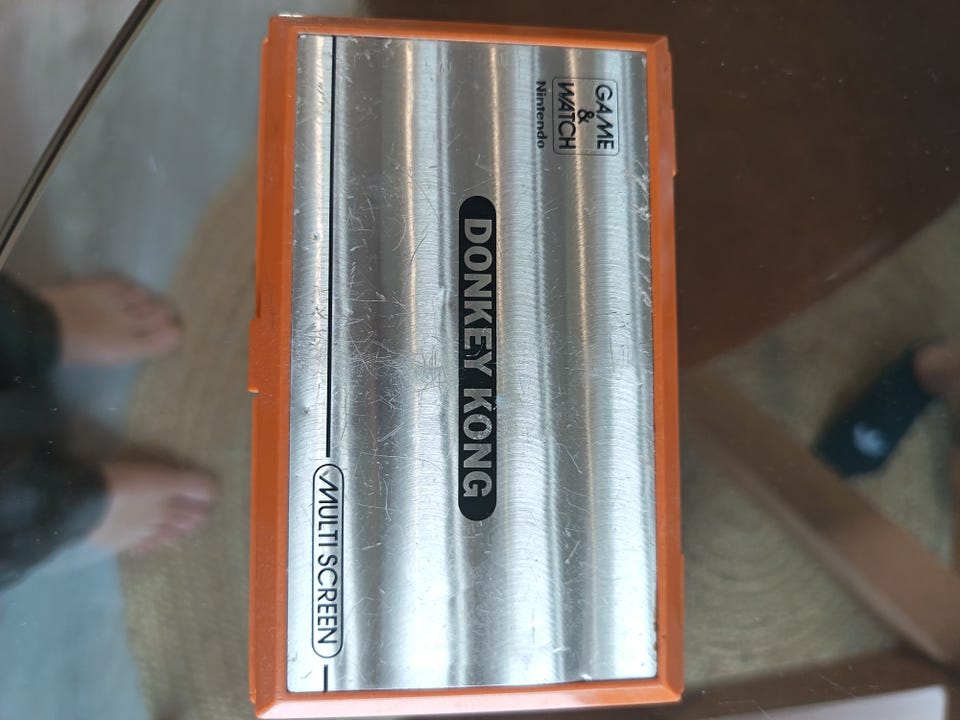 GAME
&
WATCH
Nintendo
DONKEY KONG
MULTI SCREEN